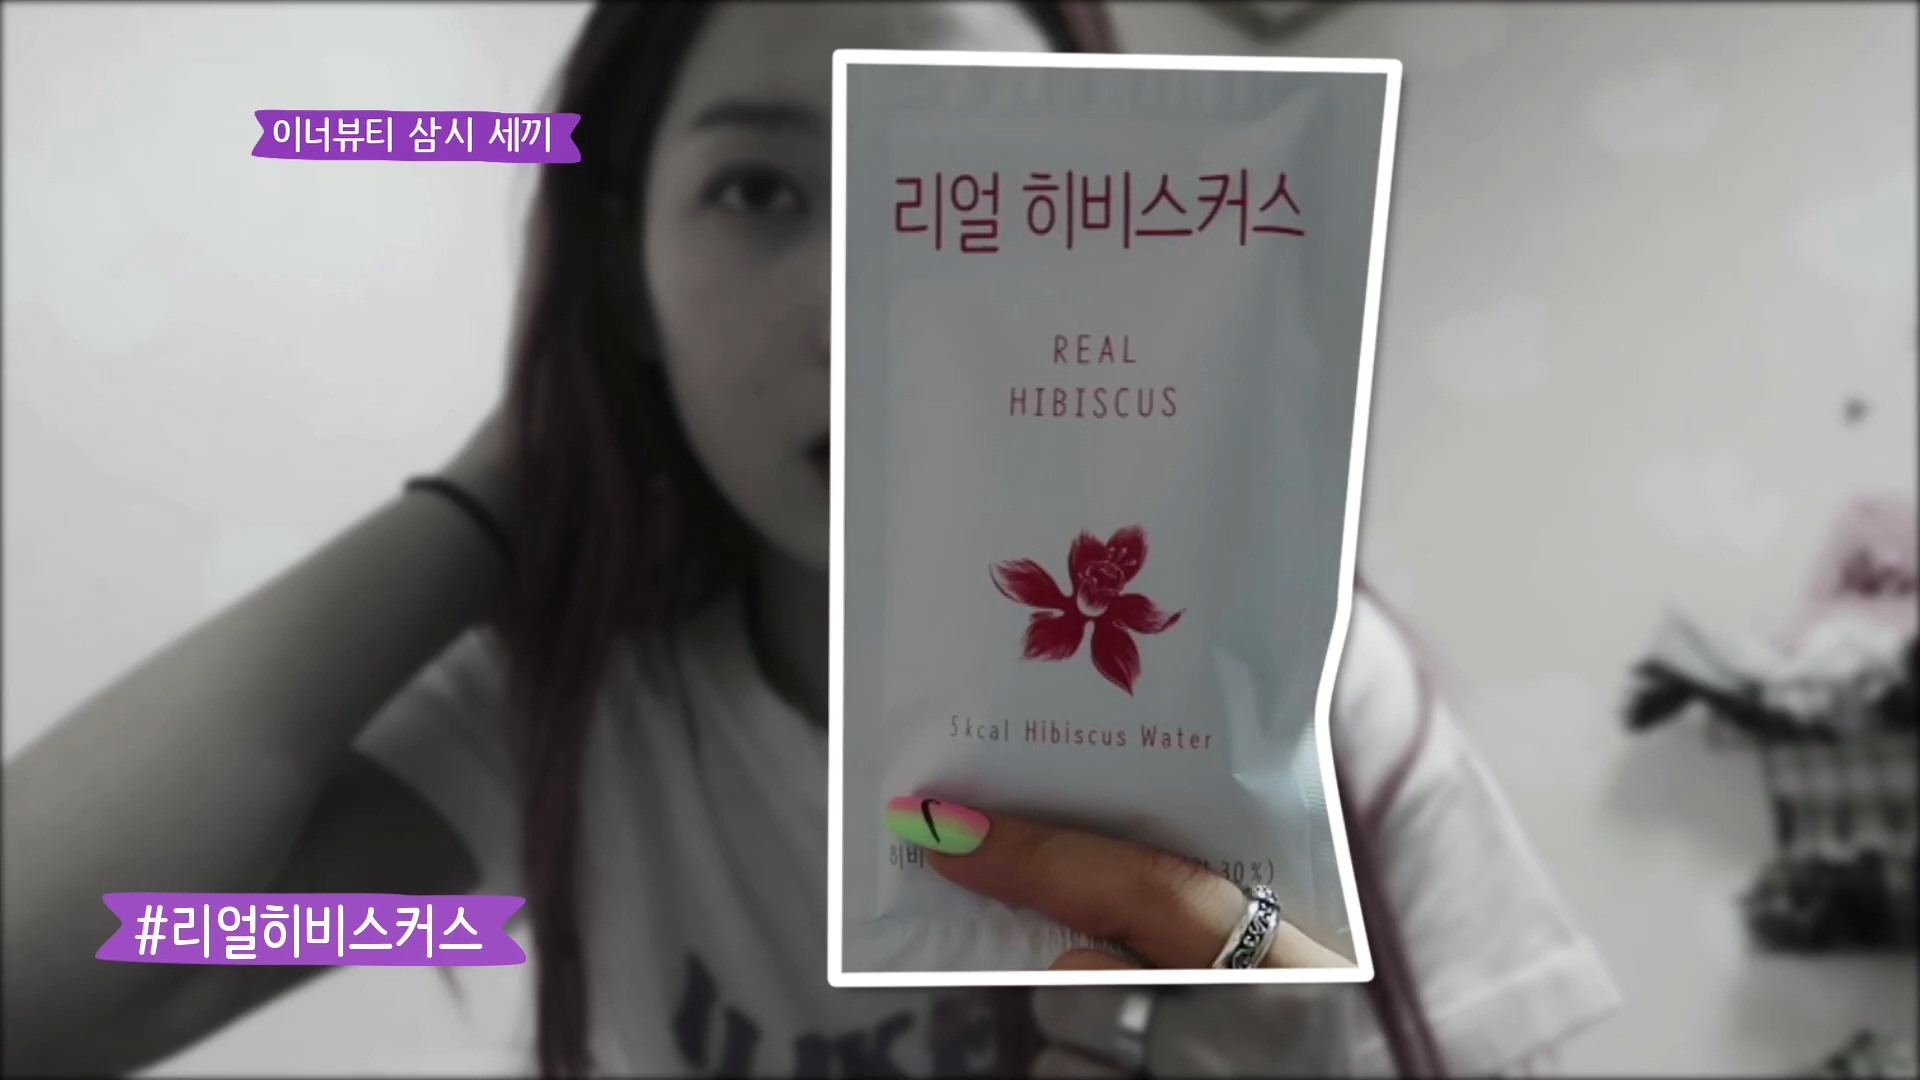 이너뷰티 삼시 세끼
리얼 히비스커스
REAL
HIBISCUS
5kcal Hibiscus Water
히비
30%)
#리얼히비스커스